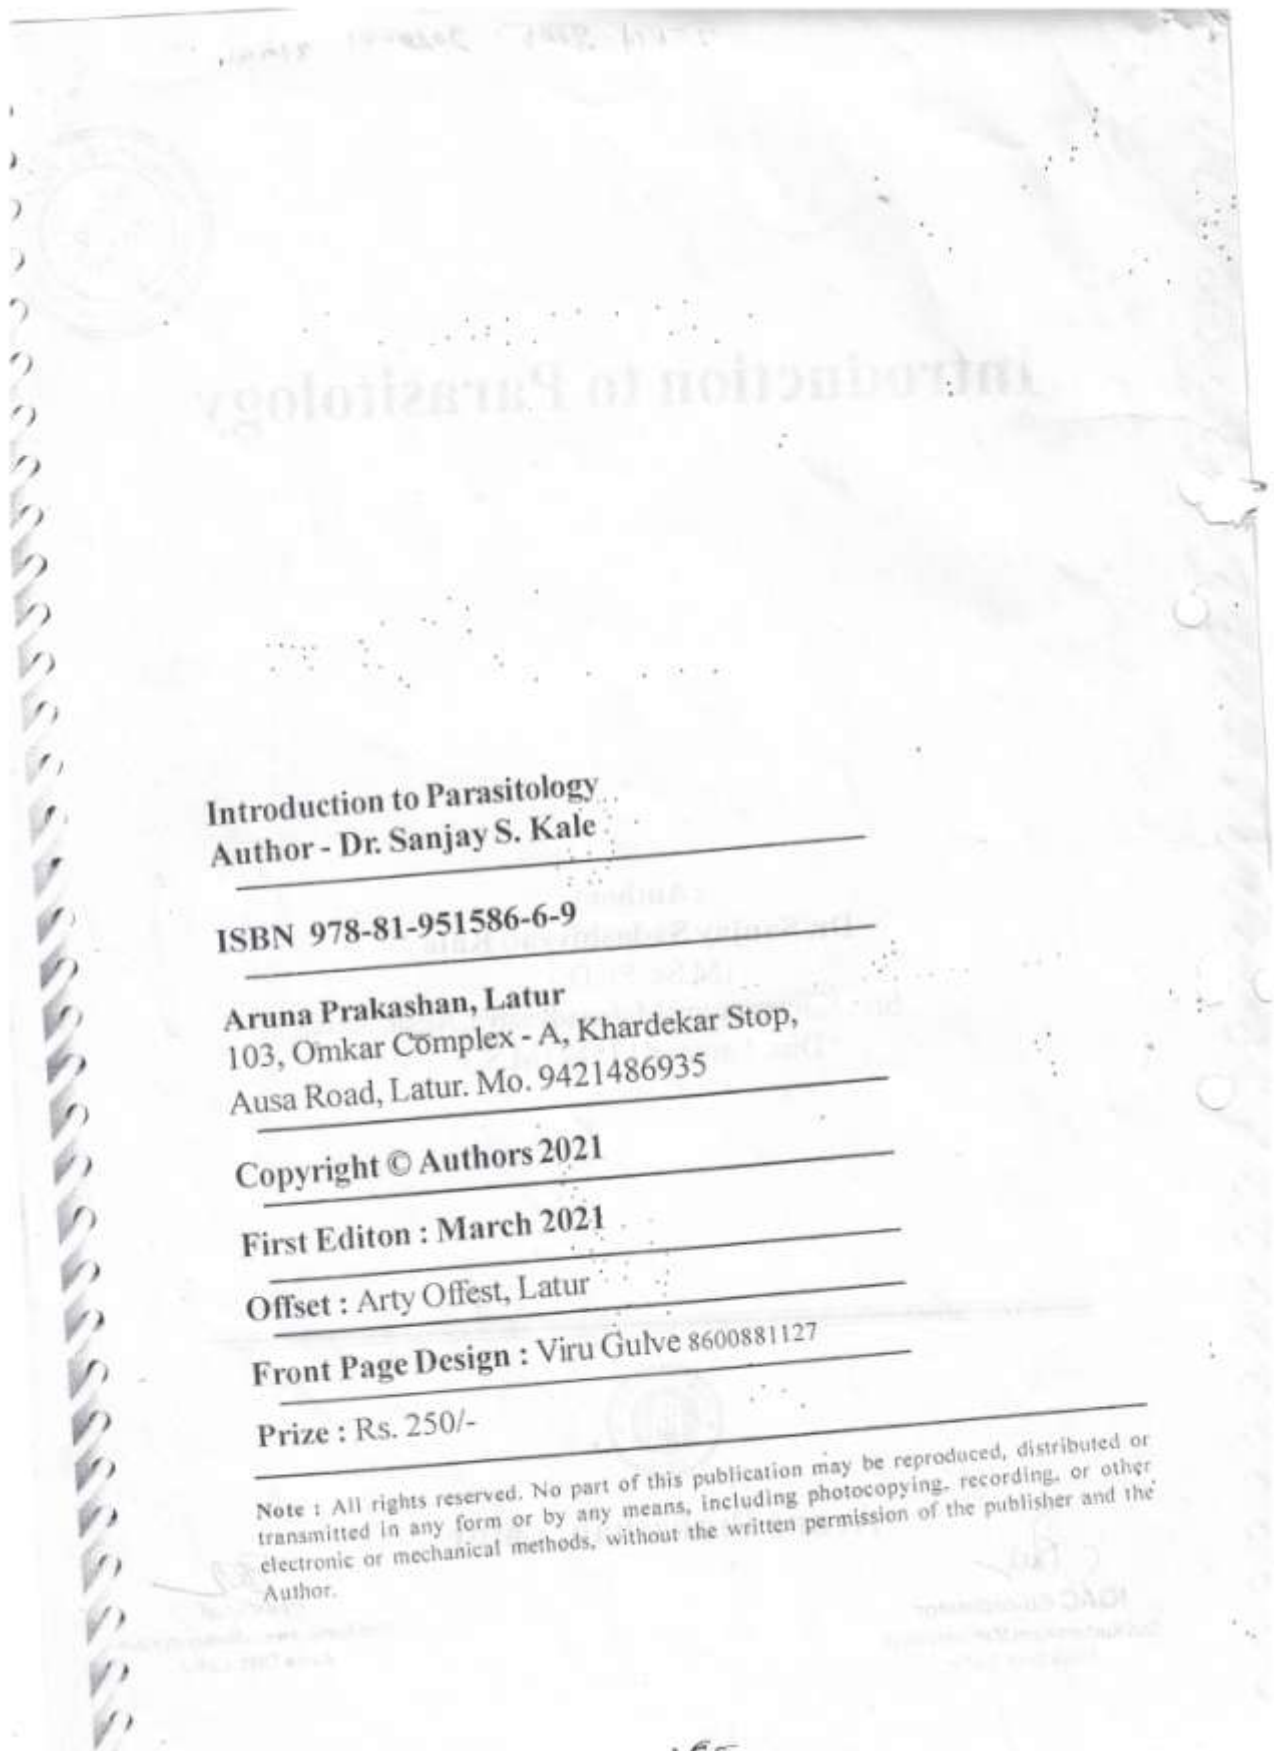 Introduction to Parasitology
Author - Dr. Sanjay S. Kale
ISBN 978-81-951586-6-9
Aruna Prakashan, Latur
103, Omkar Complex - A, Khardekar Stop,
Ausa Road, Latur. Mo. 9421486935
Copyright © Authors 2021
First Editon : March 2021
Offset : Arty Offest, Latur
Front Page Design : Viru Gulve 8600881127
Prize : Rs. 250/-
Note : All rights reserved. No part of this publication may be reproduced, distributed or
transmitted in any form or by any means, including photocopying, recording, or other
electronic or mechanical methods, without the written permission of the publisher and the
Author.